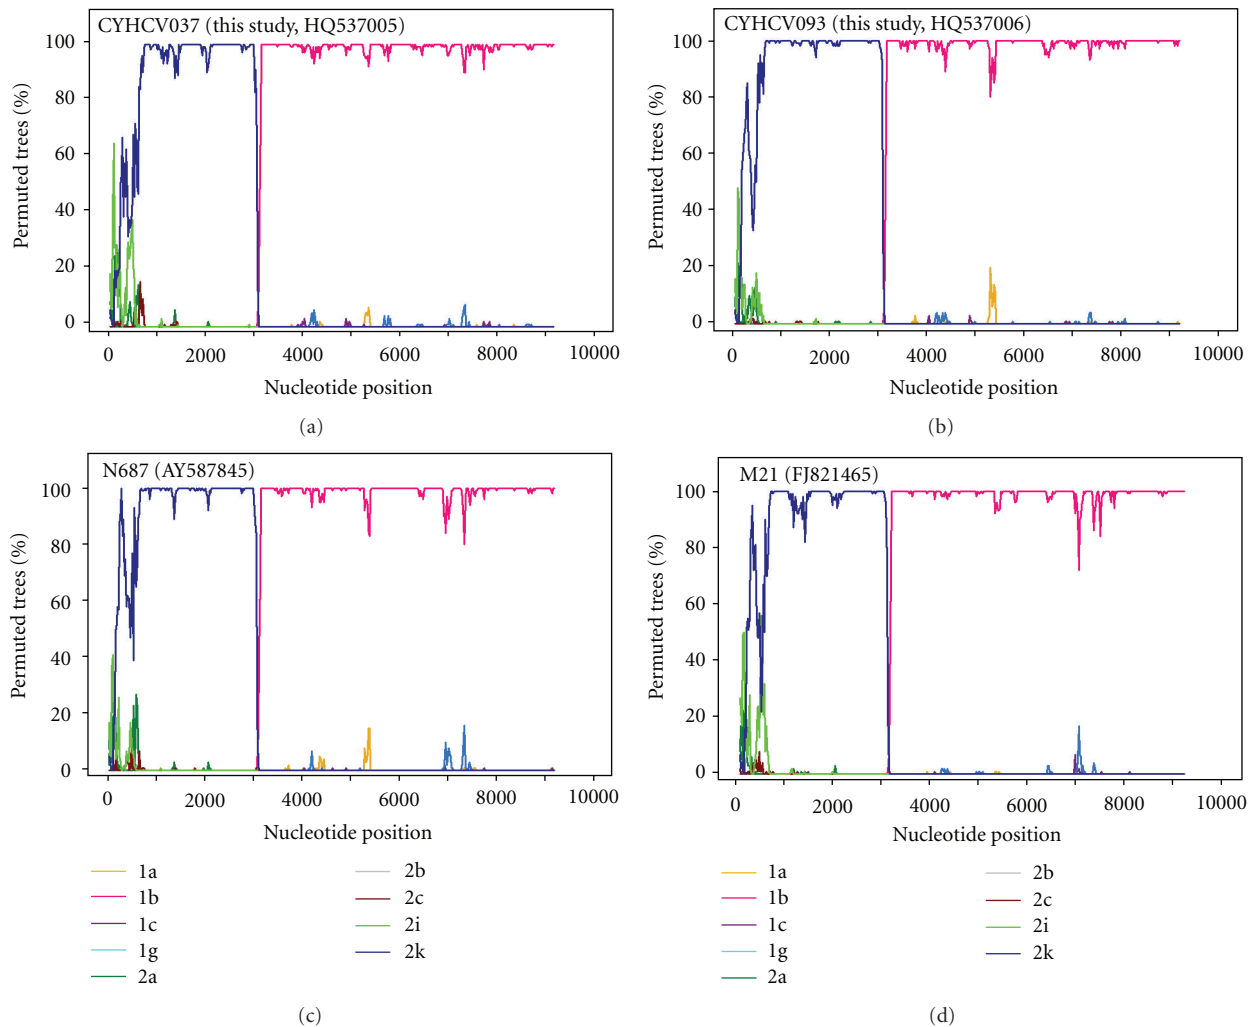 CYHCV037 (this study, HQ537005)
100
80
60
40
20
0
Permuted trees (%)
0 2000 4000 6000 8000 10000
Nucleotide position
(a)
CYHCV093 (this study, HQ537006)
100
80
60
40
20
0
Permuted trees (%)
0 2000 4000 6000 8000 10000
Nucleotide position
(b)
N687 (AY587845)
100
80
60
40
20
0
Permuted trees (%)
0 2000 4000 6000 8000 10000
Nucleotide position
1a
1b
1c
1g
2a
2b
2c
2i
2k
(c)
M21 (FJ821465)
100
80
60
40
20
0
Permuted trees (%)
0 2000 4000 6000 8000 10000
Nucleotide position
1a
1b
1c
1g
2a
2b
2c
2i
2k
(d)